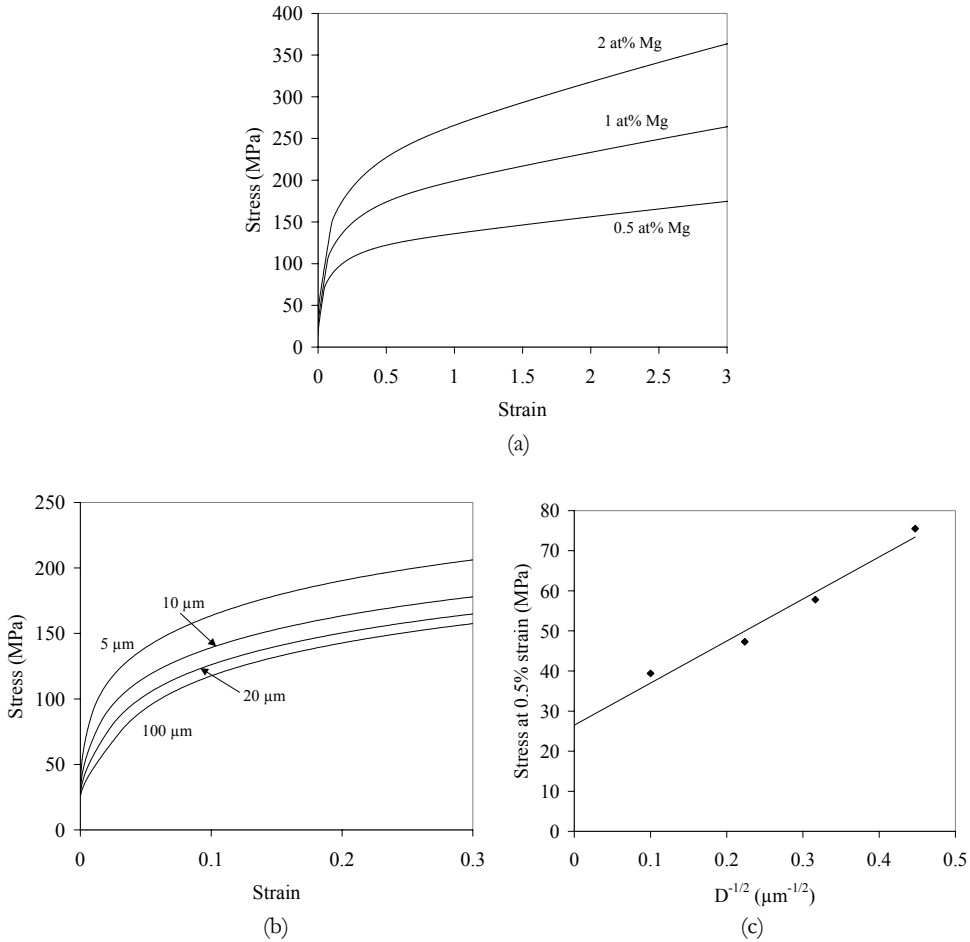 400
350
300
250
200
150
100
50
0
Stress (MPa)
2 at% Mg
1 at% Mg
0.5 at% Mg
0 0.5 1 1.5 2 2.5 3
Strain
(a)
250
200
150
100
50
0
Stress (MPa)
5 µm
10 µm
20 µm
100 µm
0 0.1 0.2 0.3
Strain
(b)
80
70
60
50
40
30
20
10
0
Stress at 0.5% strain (MPa)
0 0.1 0.2 0.3 0.4 0.5
D⁻¹/² (µm⁻¹/²)
(c)